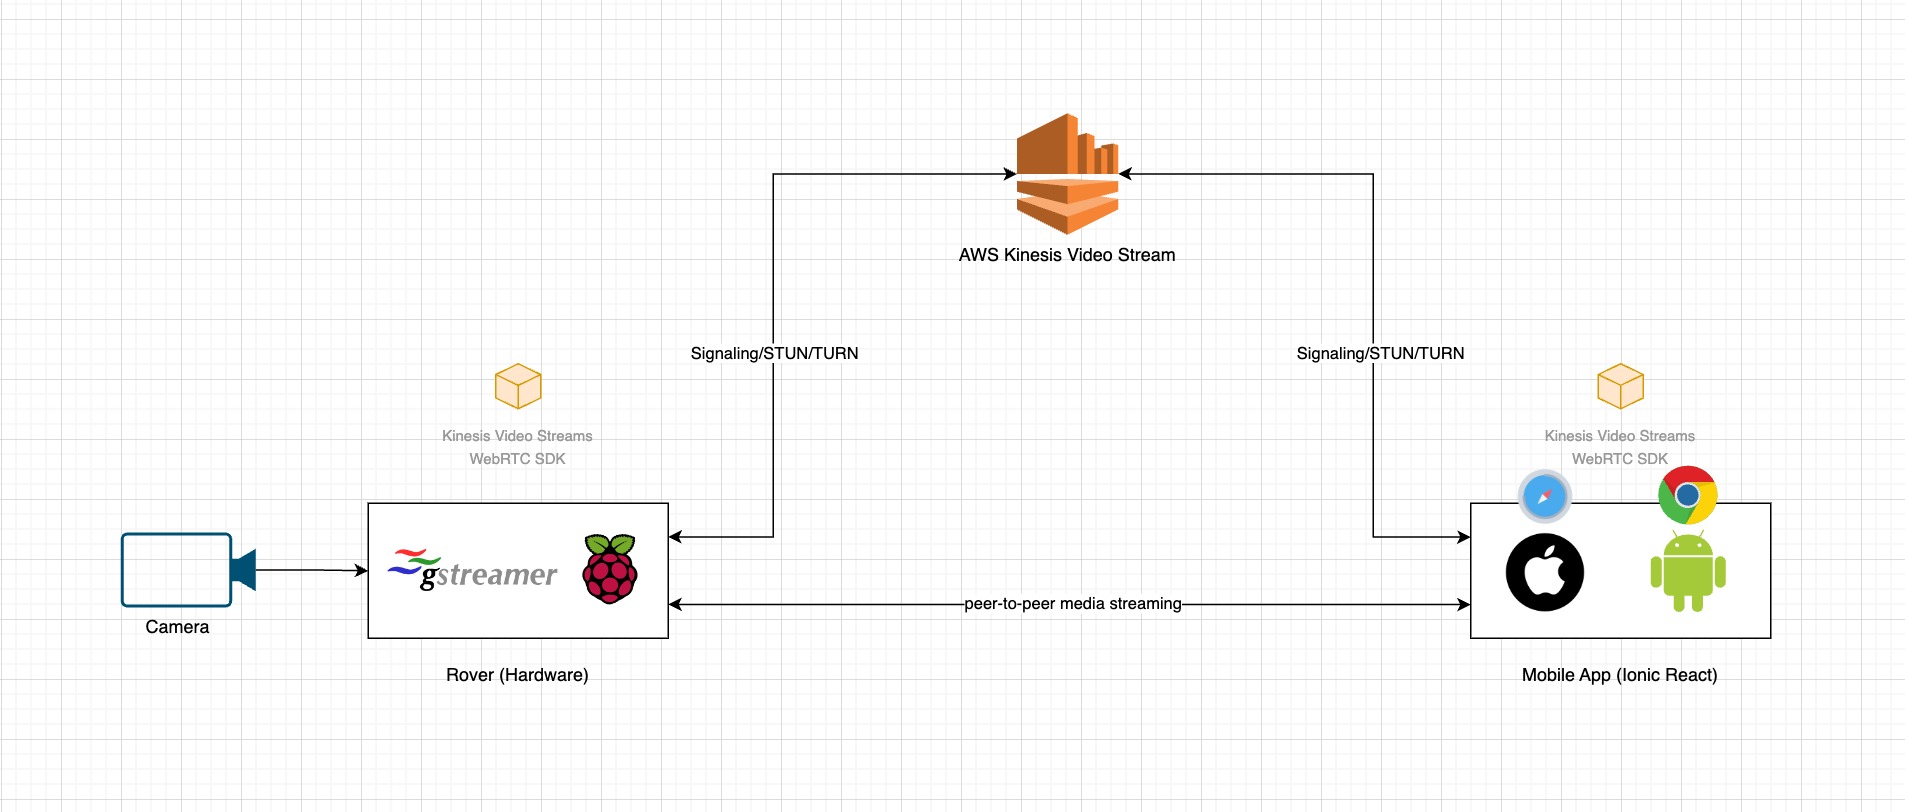 AWS Kinesis Video Stream
Signaling/STUN/TURN
Signaling/STUN/TURN
Kinesis Video Streams
WebRTC SDK
Kinesis Video Streams
WebRTC SDK
gstreamer
peer-to-peer media streaming
Camera
Rover (Hardware)
Mobile App (Ionic React)